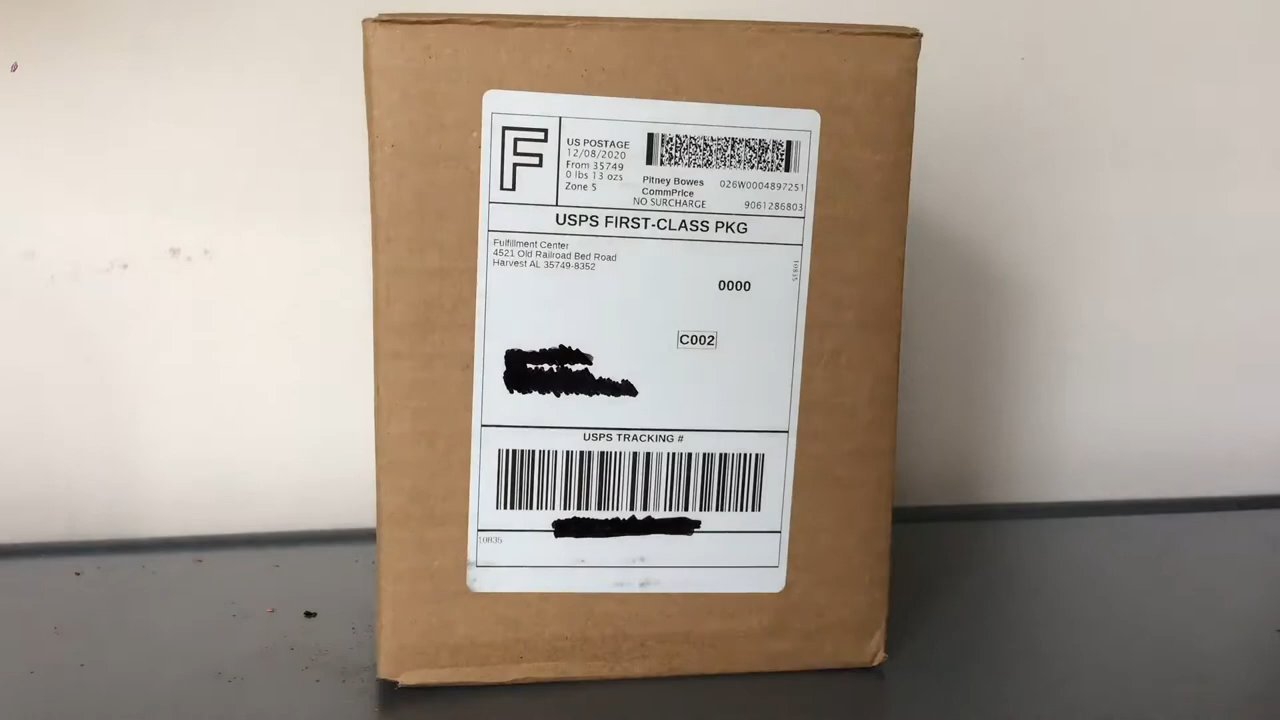 F
US POSTAGE
12/08/2020
From 35749
0 lbs 13 ozs
Zone 5
Pitney Bowes
CommPrice
NO SURCHARGE
026W0004897251
9061286803
USPS FIRST-CLASS PKG
Fulfillment Center
4521 Old Railroad Bed Road
Harvest AL 35749-8352
10835
0000
C002
USPS TRACKING #
10835